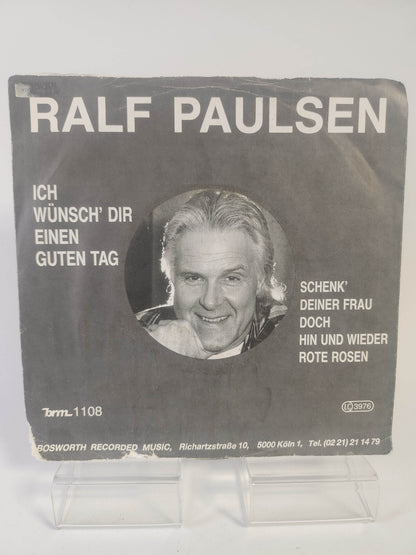 RALF PAULSEN
ICH
WÜNSCH' DIR
EINEN
GUTEN TAG
SCHENK'
DEINER FRAU
DOCH
HIN UND WIEDER
ROTE ROSEN
brm 1108
LC 3976
BOSWORTH RECORDED MUSIC, Richartzstraße 10, 5000 Köln 1, Tel. (02 21) 21 14 79